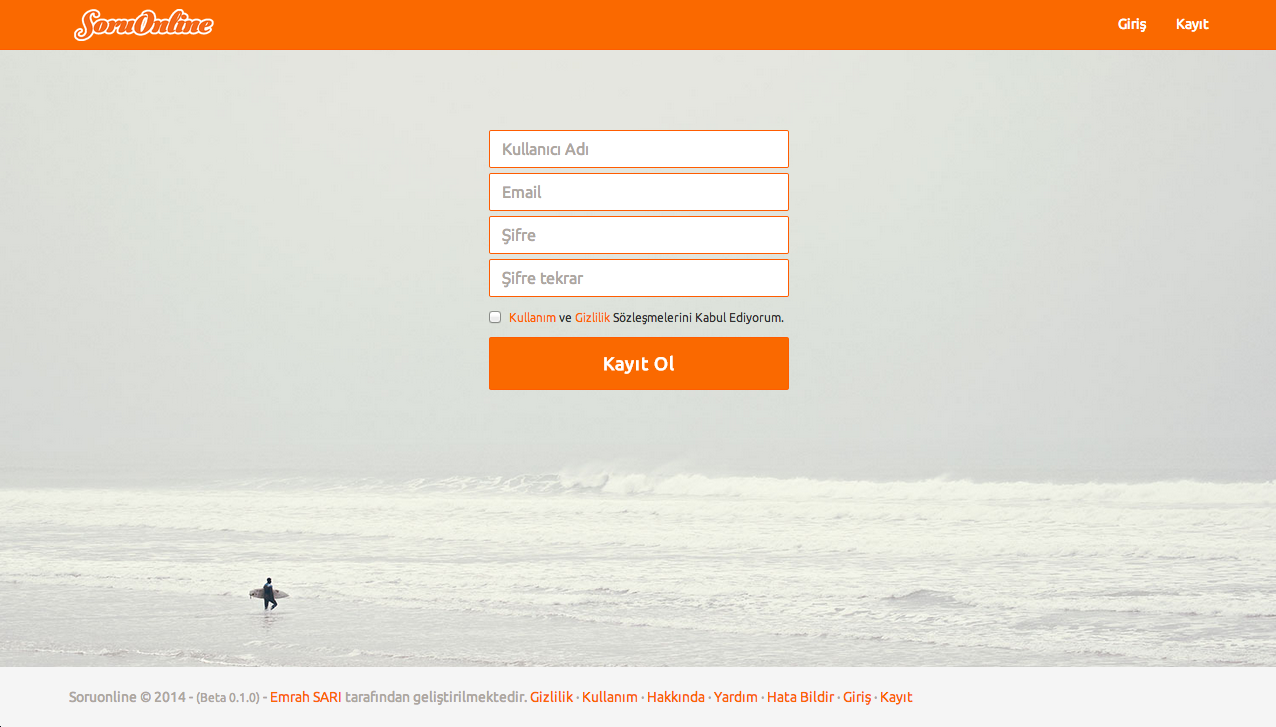 SoruOnline Giriş Kayıt
Kullanıcı Adı
Email
Şifre
Şifre tekrar
Kullanım ve Gizlilik Sözleşmelerini Kabul Ediyorum.
Kayıt Ol
Soruonline © 2014 - (Beta 0.1.0) - Emrah SARI tarafından geliştirilmektedir. Gizlilik · Kullanım · Hakkında · Yardım · Hata Bildir · Giriş · Kayıt